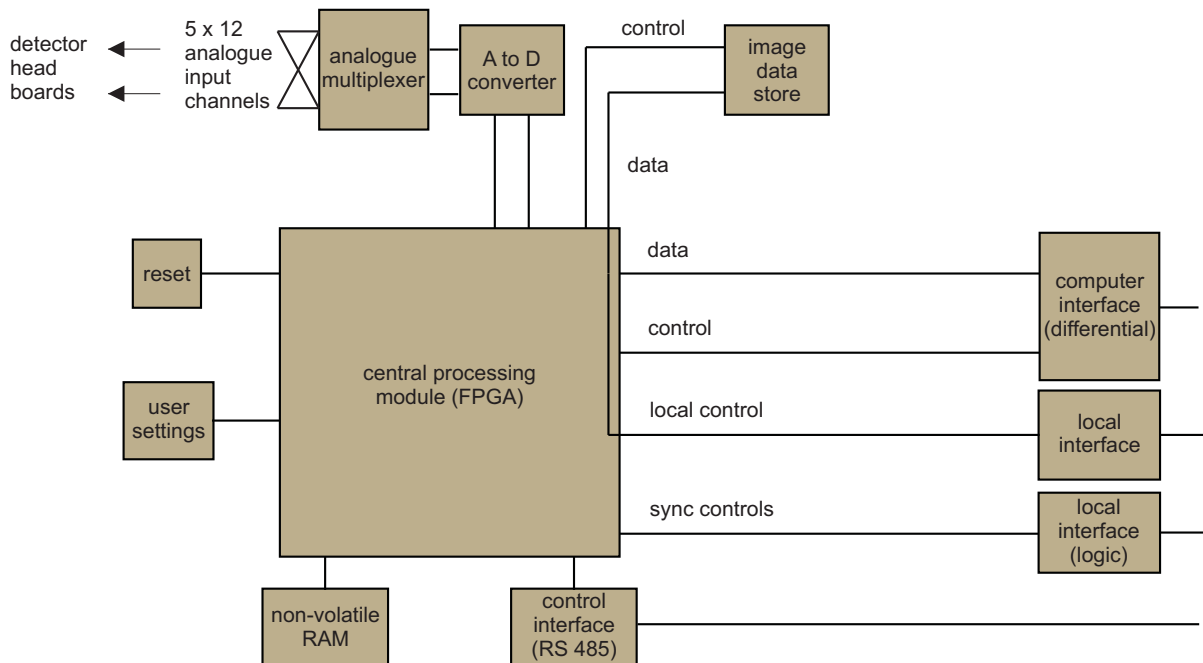 detector
head
boards
5 x 12
analogue
input
channels
analogue
multiplexer
A to D
converter
control
image
data
store
data
reset
data
computer
interface
(differential)
control
central processing
module (FPGA)
user
settings
local control
local
interface
sync controls
local
interface
(logic)
non-volatile
RAM
control
interface
(RS 485)